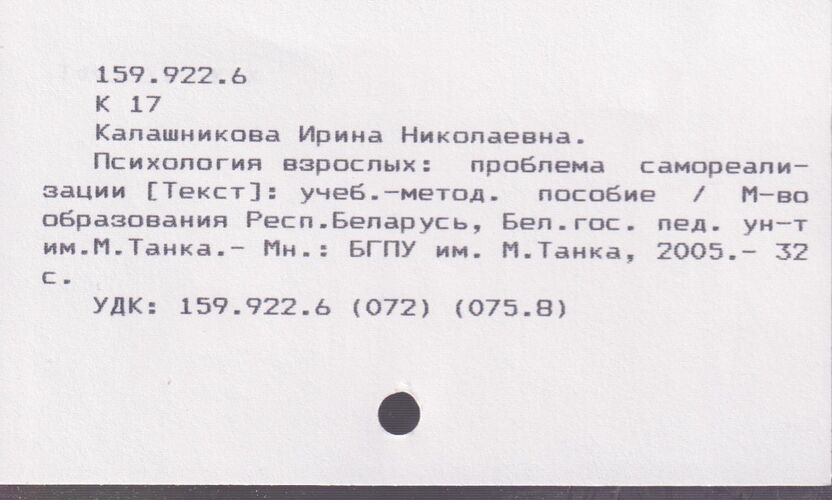 159.922.6
К 17
Калашникова Ирина Николаевна.
Психология взрослых: проблема самореали-
зации [Текст]: учеб.-метод. пособие / М-во
образования Респ.Беларусь, Бел.гос. пед. ун-т
им.М.Танка.- Мн.: БГПУ им. М.Танка, 2005.- 32
с.
УДК: 159.922.6 (072) (075.8)